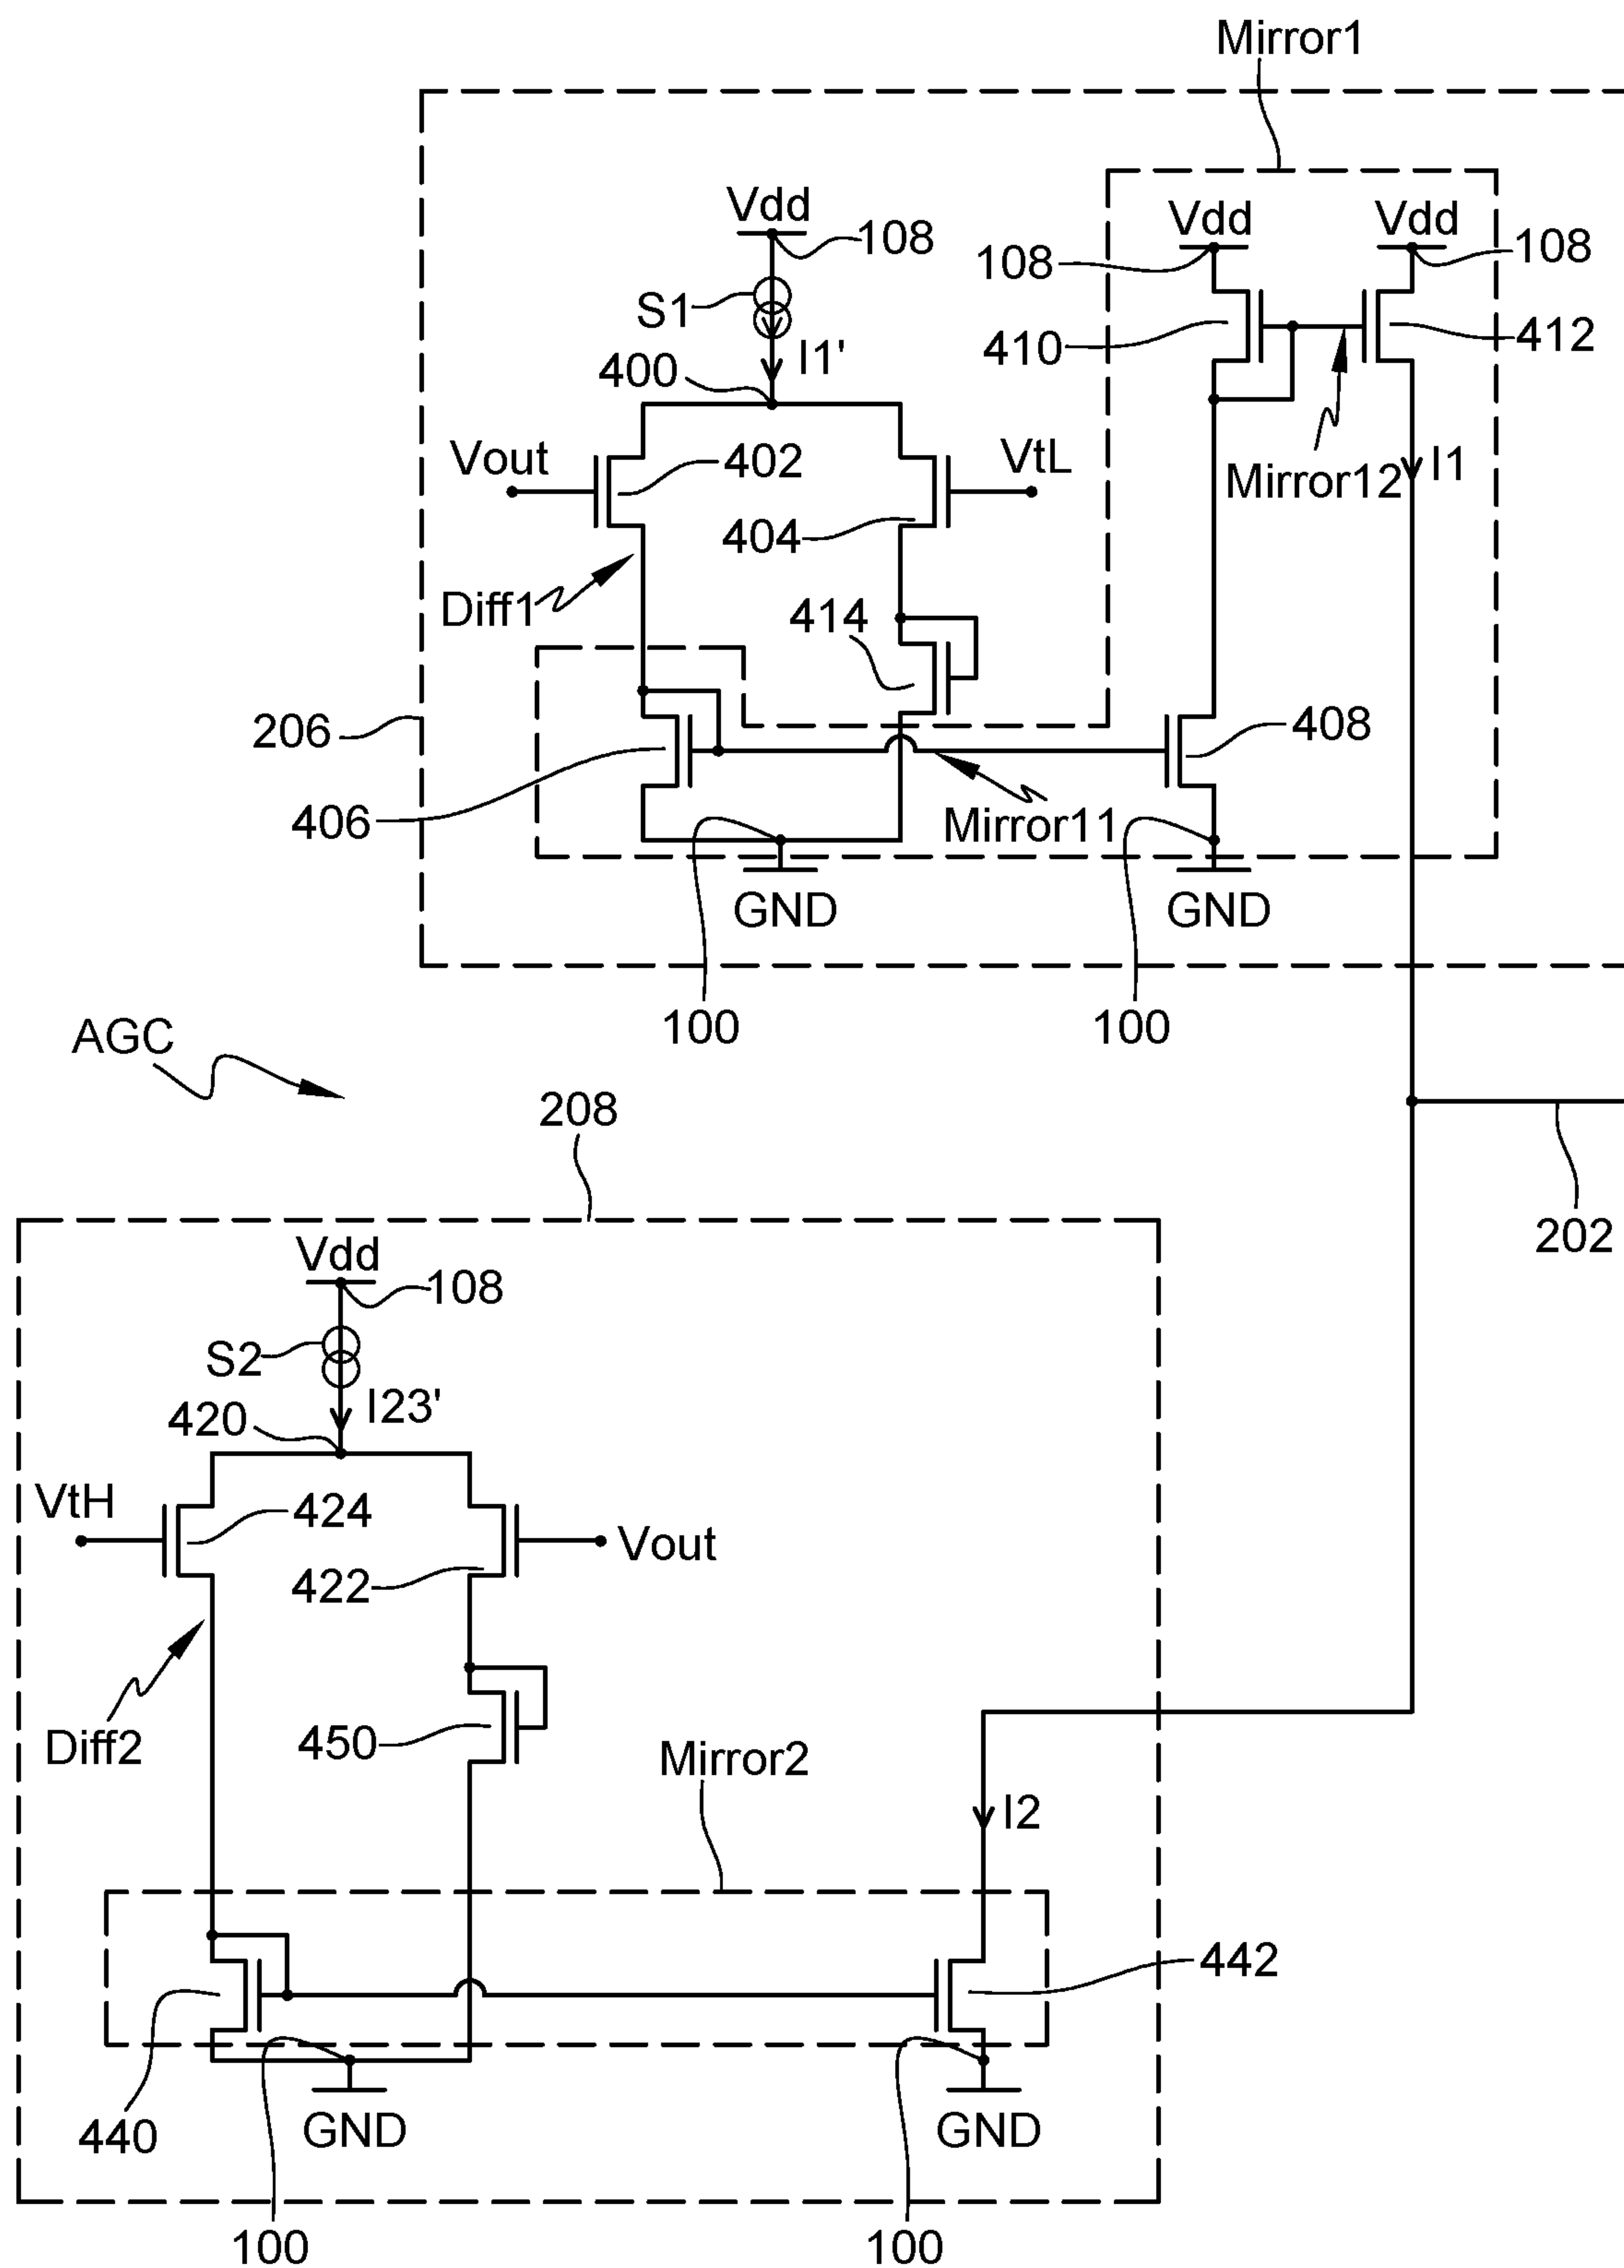 Mirror1
Vdd
108
Vdd
Vdd
108
108
S1
I1'
410
412
400
Vout
402
VtL
Mirror12
I1
404
Diff1
414
206
408
406
Mirror11
GND
GND
100
100
AGC
208
202
Vdd
108
S2
I23'
420
VtH
424
Vout
422
Diff2
450
Mirror2
I2
442
440
GND
GND
100
100